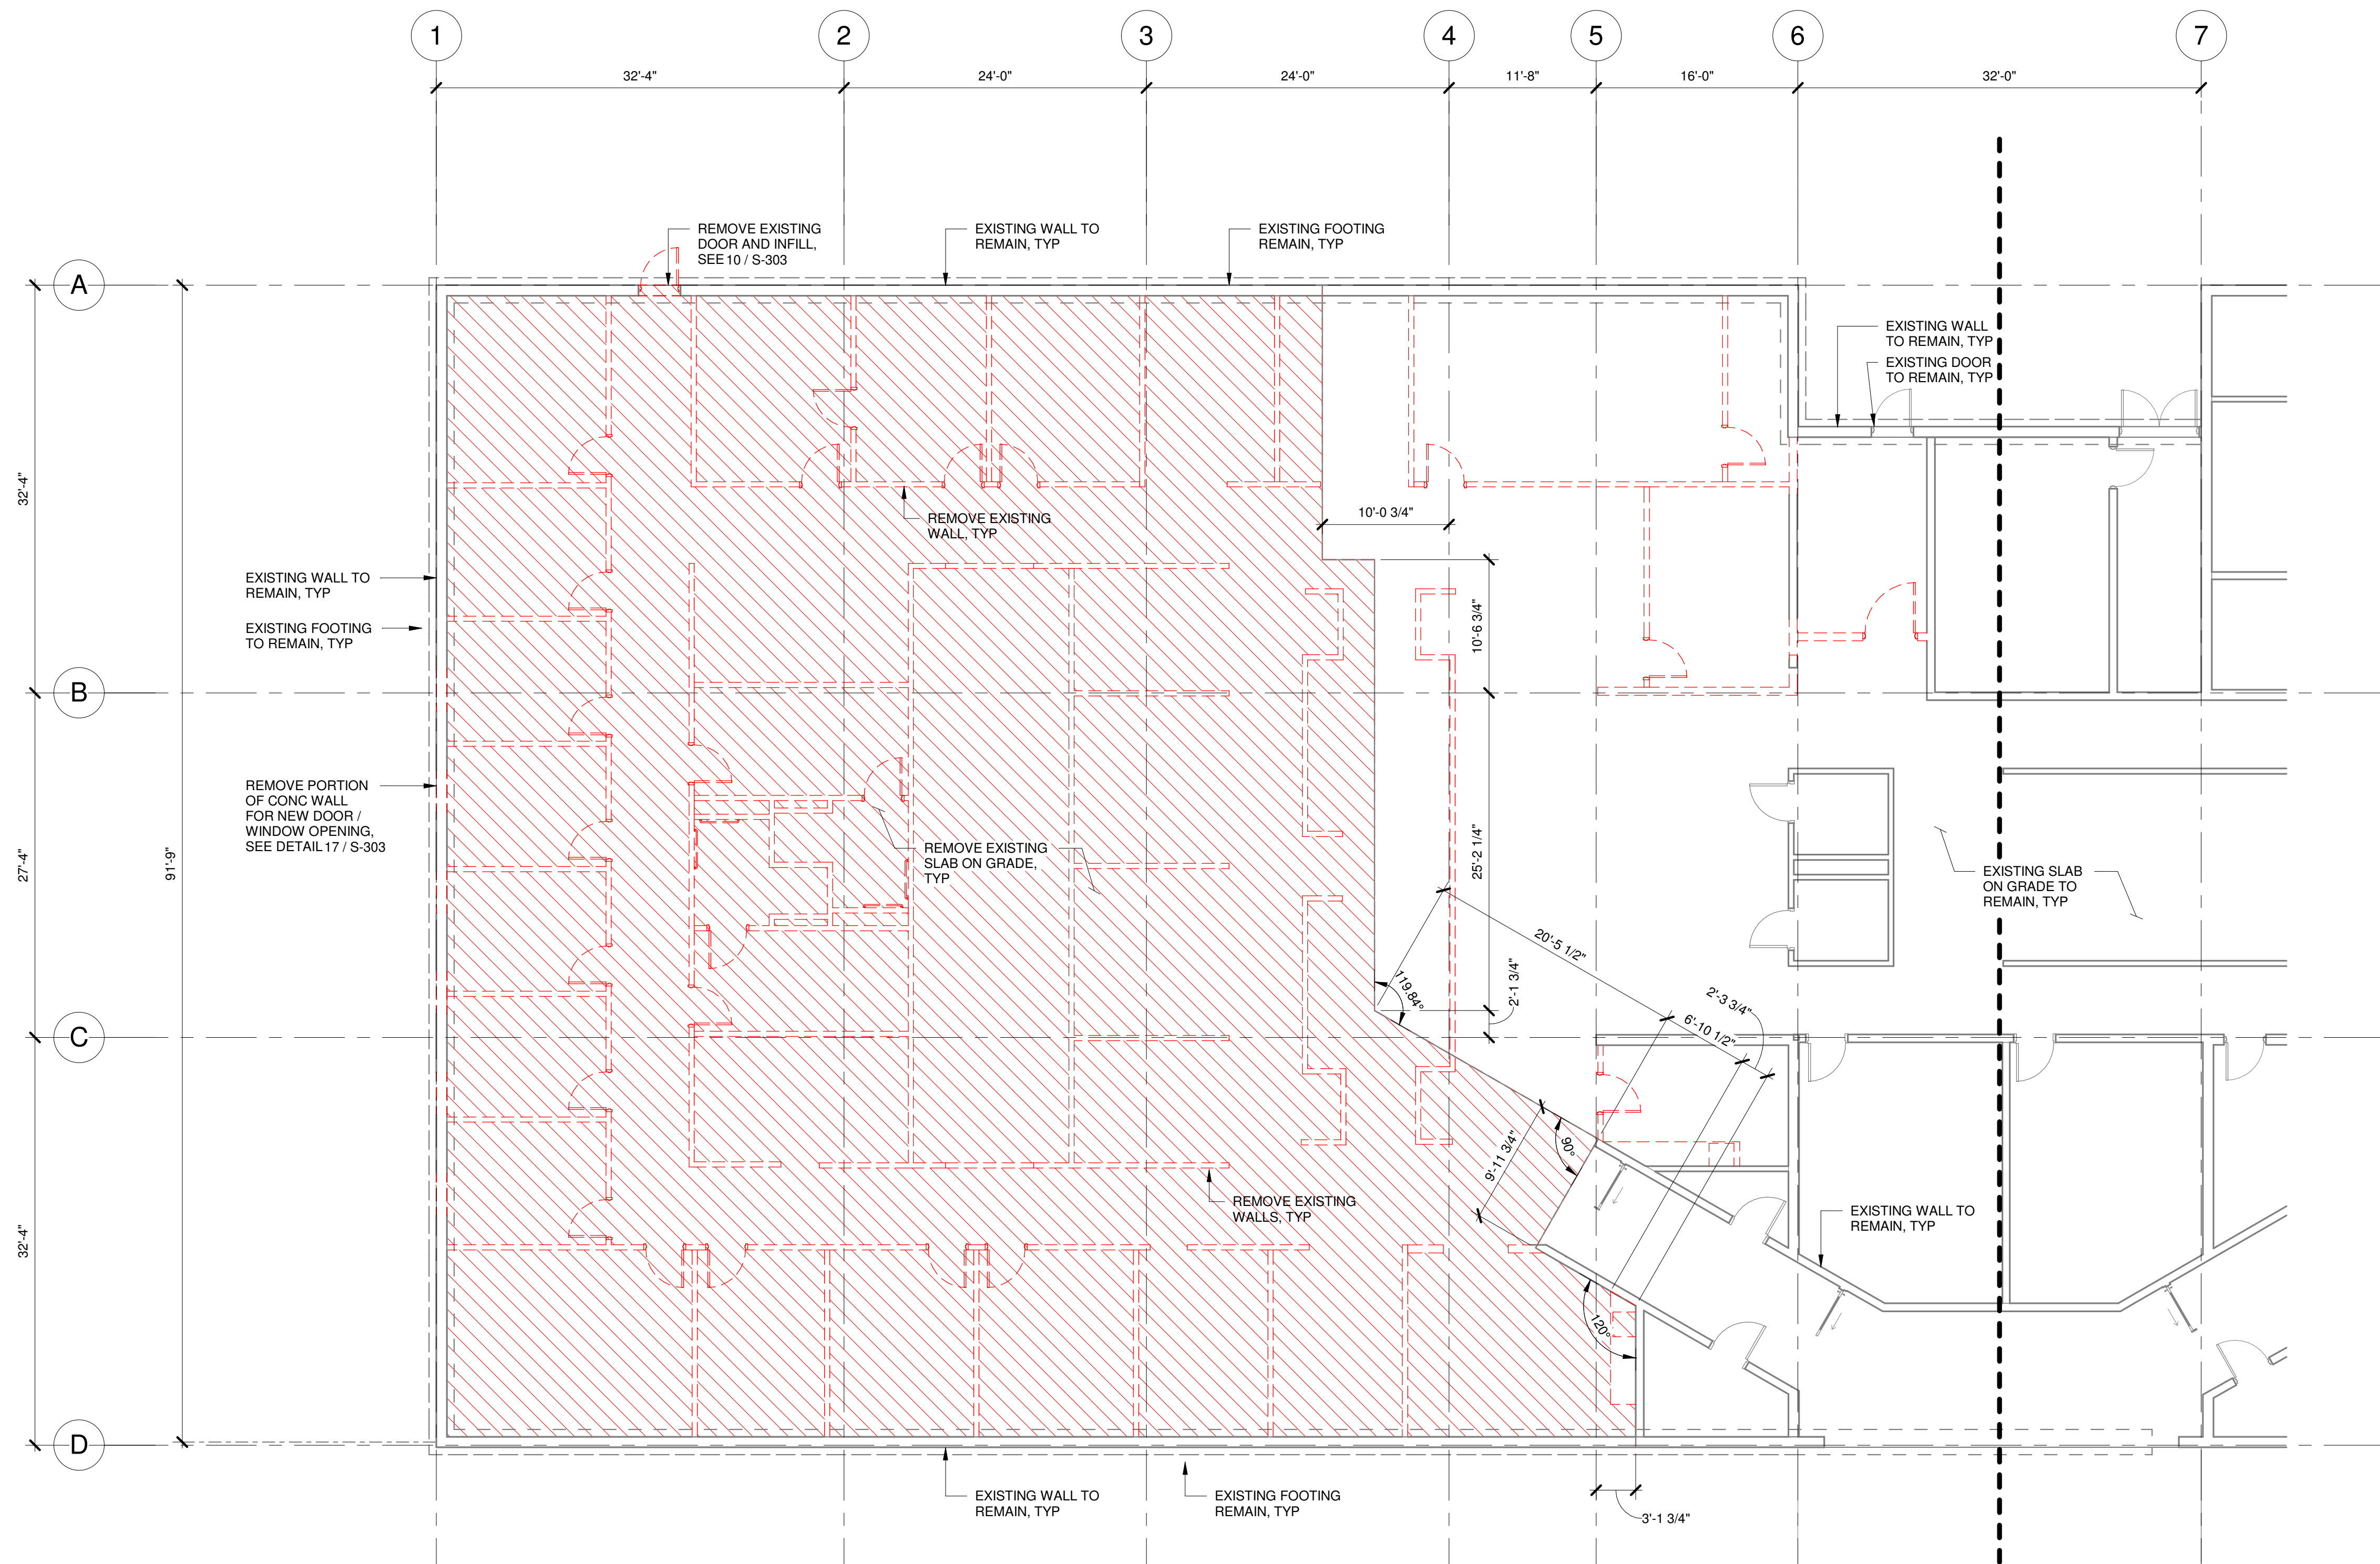 1
2
3
4
5
6
7
32'-4"
24'-0"
24'-0"
11'-8"
16'-0"
32'-0"
REMOVE EXISTING
DOOR AND INFILL,
SEE 10 / S-303
EXISTING WALL TO
REMAIN, TYP
EXISTING FOOTING
REMAIN, TYP
A
EXISTING WALL
TO REMAIN, TYP
EXISTING DOOR
TO REMAIN, TYP
32'-4"
10'-0 3/4"
REMOVE EXISTING
WALL, TYP
EXISTING WALL TO
REMAIN, TYP
EXISTING FOOTING
TO REMAIN, TYP
10'-6 3/4"
B
REMOVE PORTION
OF CONC WALL
FOR NEW DOOR /
WINDOW OPENING,
SEE DETAIL 17 / S-303
27'-4"
91'-9"
REMOVE EXISTING
SLAB ON GRADE,
TYP
25'-2 1/4"
EXISTING SLAB
ON GRADE TO
REMAIN, TYP
20'-5 1/2"
119.84°
2'-1 3/4"
2'-3 3/4"
6'-10 1/2"
C
9'-11 3/4"
90°
REMOVE EXISTING
WALLS, TYP
EXISTING WALL TO
REMAIN, TYP
32'-4"
120°
D
EXISTING WALL TO
REMAIN, TYP
EXISTING FOOTING
REMAIN, TYP
3'-1 3/4"